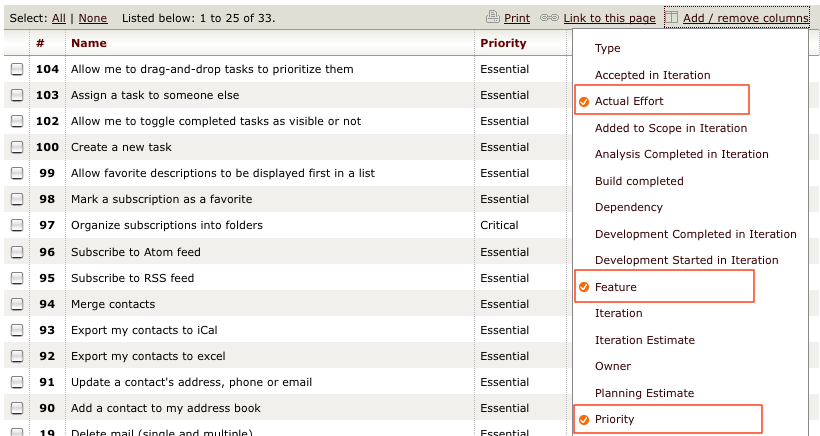 Select: All | None Listed below: 1 to 25 of 33. Print Link to this page Add / remove columns
# Name Priority
104 Allow me to drag-and-drop tasks to prioritize them Essential
103 Assign a task to someone else Essential
102 Allow me to toggle completed tasks as visible or not Essential
100 Create a new task Essential
99 Allow favorite descriptions to be displayed first in a list Essential
98 Mark a subscription as a favorite Essential
97 Organize subscriptions into folders Critical
96 Subscribe to Atom feed Essential
95 Subscribe to RSS feed Essential
94 Merge contacts Essential
93 Export my contacts to iCal Essential
92 Export my contacts to excel Essential
91 Update a contact's address, phone or email Essential
90 Add a contact to my address book Essential
19 Delete mail (single and multiple) Essential
Type
Accepted in Iteration
Actual Effort
Added to Scope in Iteration
Analysis Completed in Iteration
Build completed
Dependency
Development Completed in Iteration
Development Started in Iteration
Feature
Iteration
Iteration Estimate
Owner
Planning Estimate
Priority